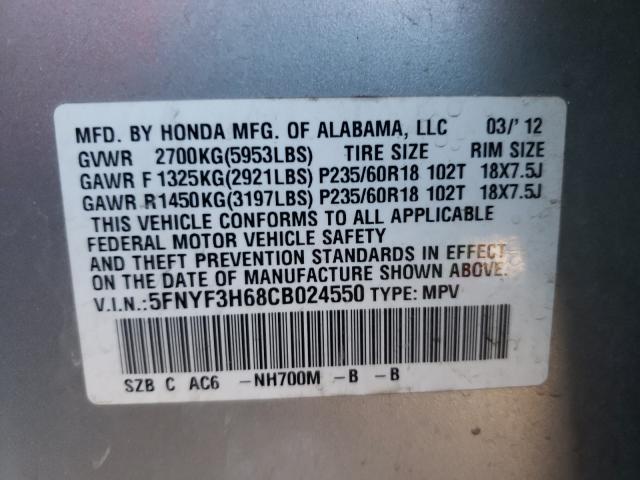 MFD. BY HONDA MFG. OF ALABAMA, LLC 03/'12
GVWR 2700KG(5953LBS) TIRE SIZE RIM SIZE
GAWR F 1325KG(2921LBS) P235/60R18 102T 18X7.5J
GAWR R1450KG(3197LBS) P235/60R18 102T 18X7.5J
THIS VEHICLE CONFORMS TO ALL APPLICABLE
FEDERAL MOTOR VEHICLE SAFETY
AND THEFT PREVENTION STANDARDS IN EFFECT
ON THE DATE OF MANUFACTURE SHOWN ABOVE.
V.I.N.:5FNYF3H68CB024550 TYPE: MPV
SZB C AC6 -NH700M -B -B